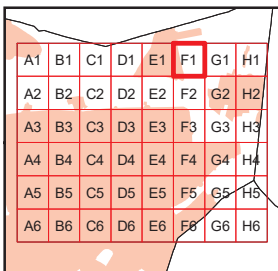 A1 B1 C1 D1 E1 F1 G1 H1
A2 B2 C2 D2 E2 F2 G2 H2
A3 B3 C3 D3 E3 F3 G3 H3
A4 B4 C4 D4 E4 F4 G4 H4
A5 B5 C5 D5 E5 F5 G5 H5
A6 B6 C6 D6 E6 F6 G6 H6